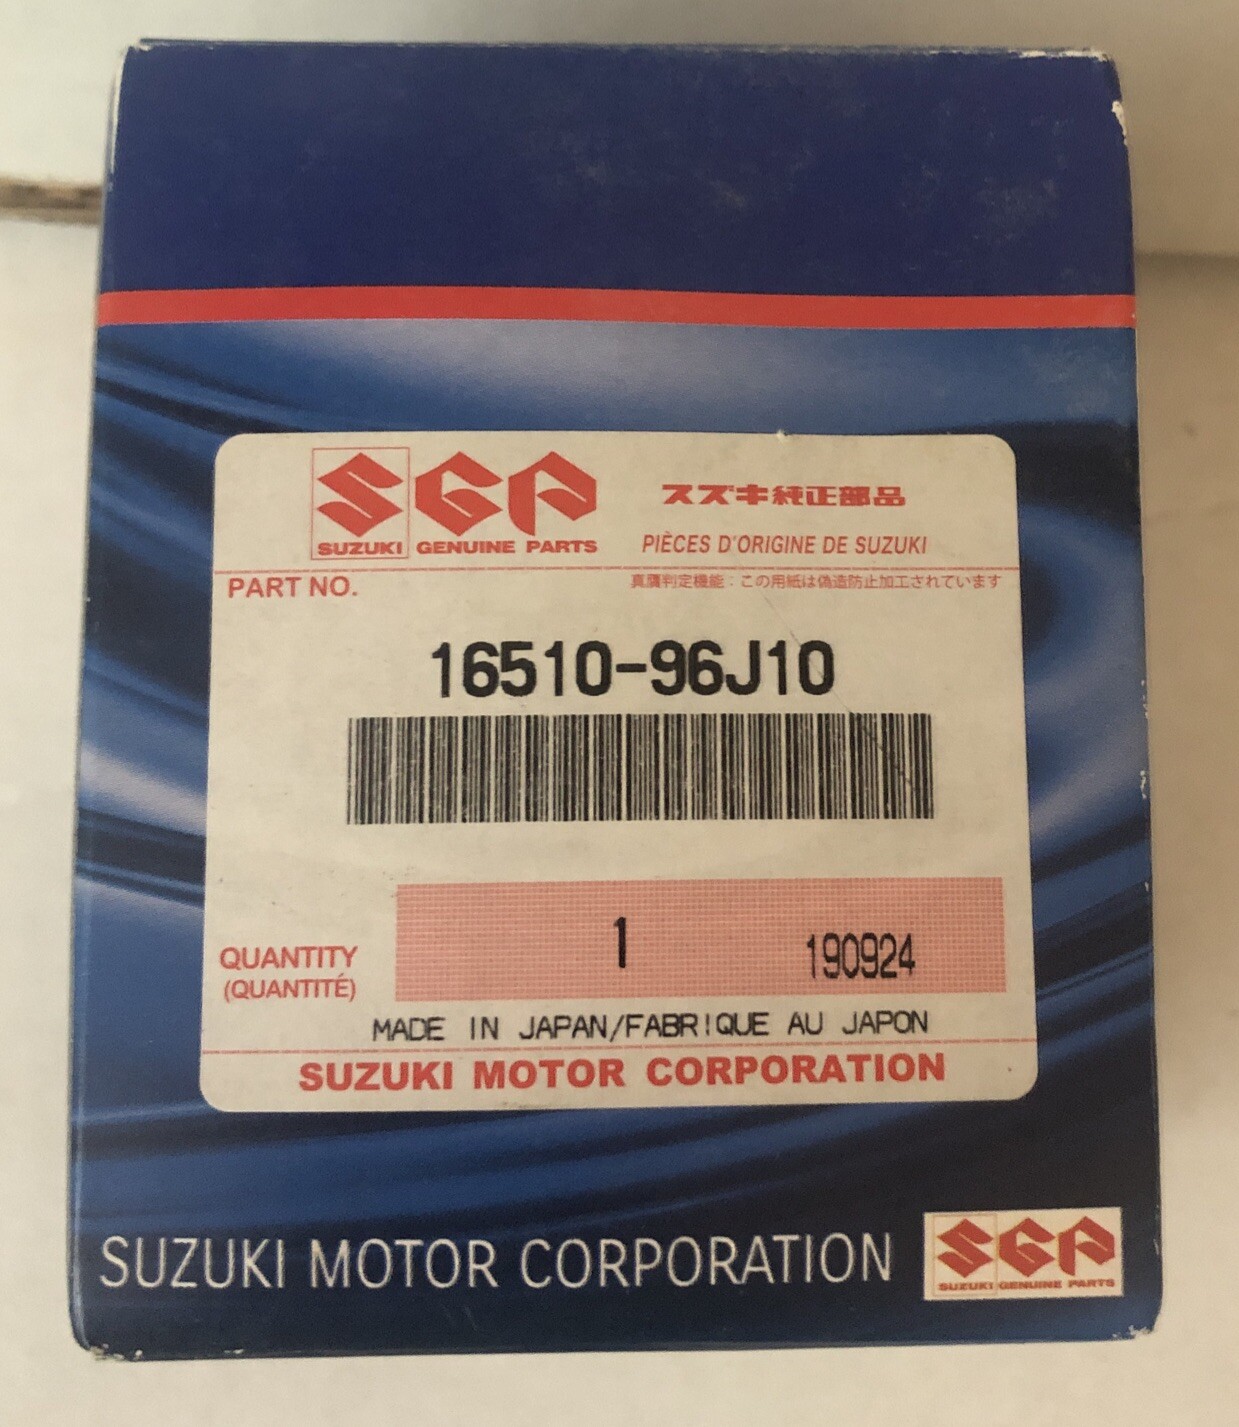 SGP スズキ純正部品
SUZUKI GENUINE PARTS PIÈCES D'ORIGINE DE SUZUKI
PART NO. 真贋判定機能：この用紙は偽造防止加工されています
16510-96J10
QUANTITY 1 190924
(QUANTITÉ)
MADE IN JAPAN/FABRIQUE AU JAPON
SUZUKI MOTOR CORPORATION
SUZUKI MOTOR CORPORATION
SGP
SUZUKI GENUINE PARTS